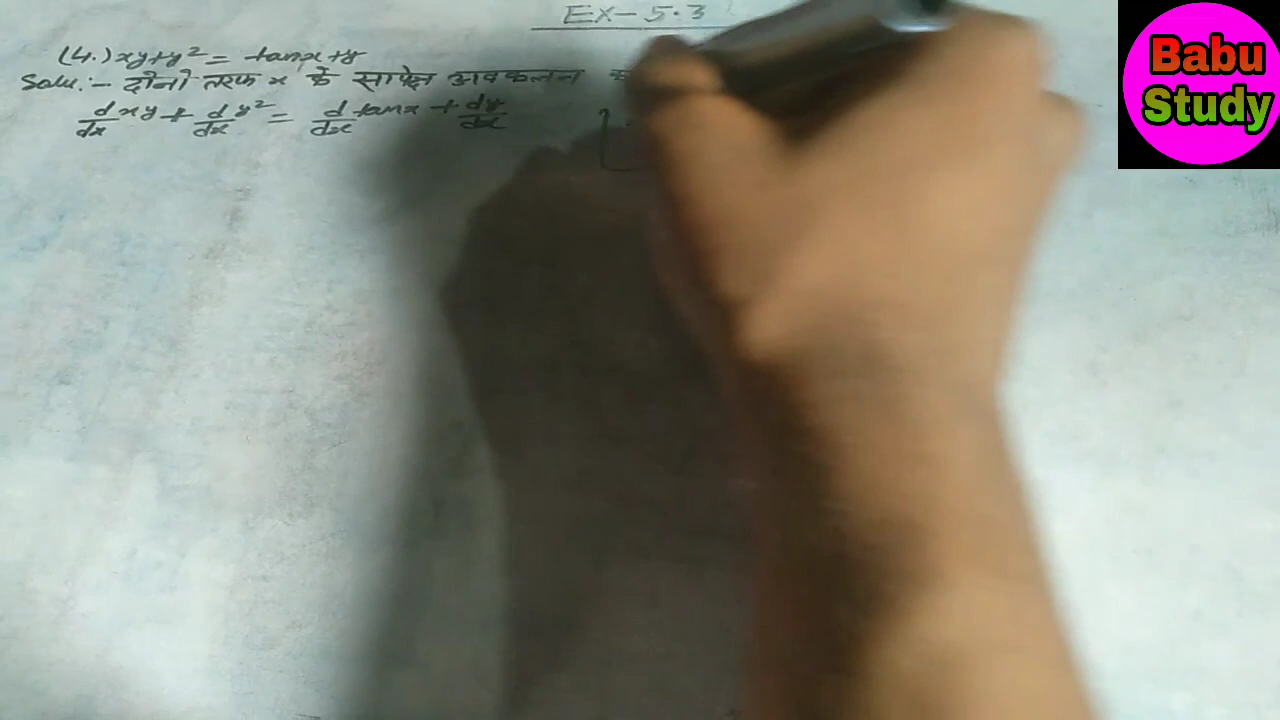 EX-5.3
(4.) xy+y² = tanx+y
Solu:- दोनो तरफ x के सापेक्ष अवकलन
d/dx xy + d/dx y² = d/dx tanx + dy/dx
Babu
Study